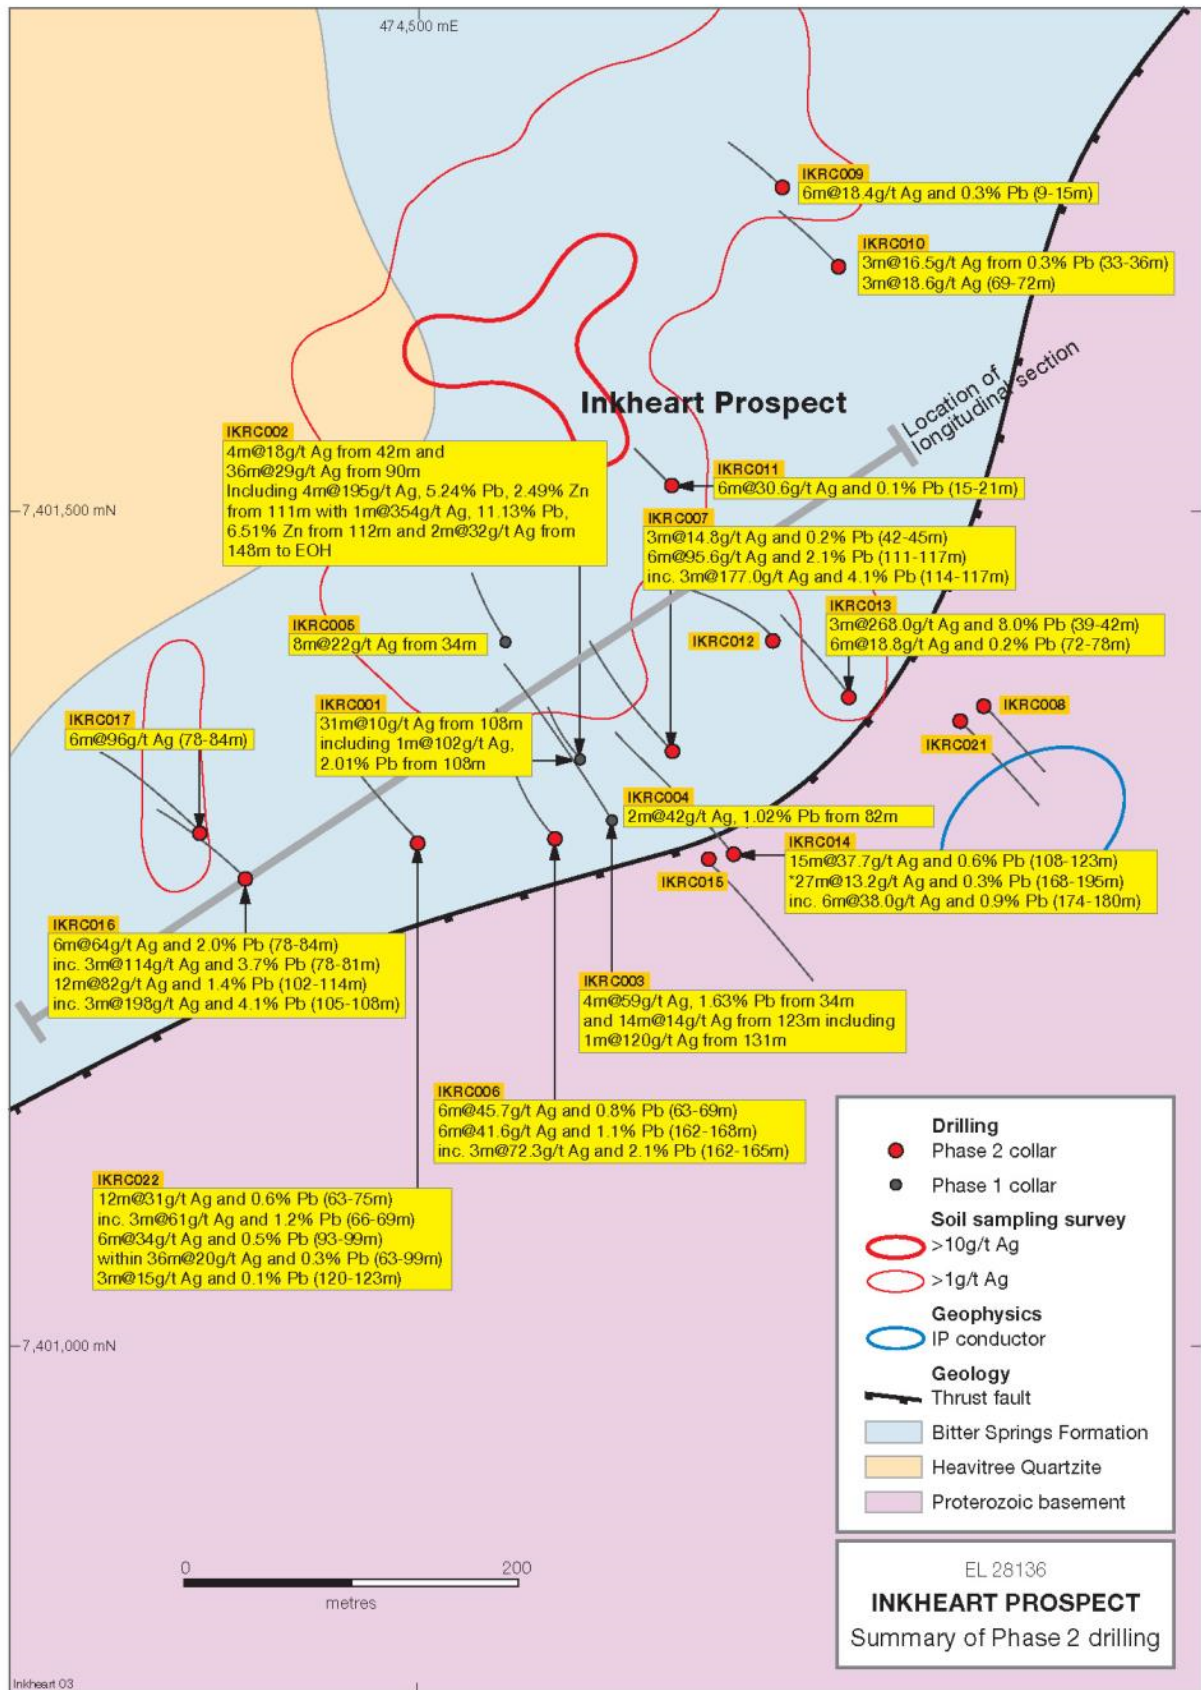 474,500 mE
IKRC009
6m@18.4g/t Ag and 0.3% Pb (9-15m)
IKRC010
3m@16.5g/t Ag from 0.3% Pb (33-36m)
3m@18.6g/t Ag (69-72m)
Location of
longitudinal section
Inkheart Prospect
IKRC002
4m@18g/t Ag from 42m and
36m@29g/t Ag from 90m
Including 4m@195g/t Ag, 5.24% Pb, 2.49% Zn
from 111m with 1m@354g/t Ag, 11.13% Pb,
6.51% Zn from 112m and 2m@32g/t Ag from
148m to EOH
IKRC011
6m@30.6g/t Ag and 0.1% Pb (15-21m)
7,401,500 mN
IKRC007
3m@14.8g/t Ag and 0.2% Pb (42-45m)
6m@95.6g/t Ag and 2.1% Pb (111-117m)
inc. 3m@177.0g/t Ag and 4.1% Pb (114-117m)
IKRC005
8m@22g/t Ag from 34m
IKRC012
IKRC013
3m@268.0g/t Ag and 8.0% Pb (39-42m)
6m@18.8g/t Ag and 0.2% Pb (72-78m)
IKRC017
6m@96g/t Ag (78-84m)
IKRC001
31m@10g/t Ag from 108m
including 1m@102g/t Ag,
2.01% Pb from 108m
IKRC008
IKRC021
IKRC004
2m@42g/t Ag, 1.02% Pb from 82m
IKRC014
15m@37.7g/t Ag and 0.6% Pb (108-123m)
*27m@13.2g/t Ag and 0.3% Pb (168-195m)
inc. 6m@38.0g/t Ag and 0.9% Pb (174-180m)
IKRC015
IKRC016
6m@64g/t Ag and 2.0% Pb (78-84m)
inc. 3m@114g/t Ag and 3.7% Pb (78-81m)
12m@82g/t Ag and 1.4% Pb (102-114m)
inc. 3m@198g/t Ag and 4.1% Pb (105-108m)
IKRC003
4m@59g/t Ag, 1.63% Pb from 34m
and 14m@14g/t Ag from 123m including
1m@120g/t Ag from 131m
IKRC006
6m@45.7g/t Ag and 0.8% Pb (63-69m)
6m@41.6g/t Ag and 1.1% Pb (162-168m)
inc. 3m@72.3g/t Ag and 2.1% Pb (162-165m)
IKRC022
12m@31g/t Ag and 0.6% Pb (63-75m)
inc. 3m@61g/t Ag and 1.2% Pb (66-69m)
6m@34g/t Ag and 0.5% Pb (93-99m)
within 36m@20g/t Ag and 0.3% Pb (63-99m)
3m@15g/t Ag and 0.1% Pb (120-123m)
7,401,000 mN
Drilling
Phase 2 collar
Phase 1 collar
Soil sampling survey
>10g/t Ag
>1g/t Ag
Geophysics
IP conductor
Geology
Thrust fault
Bitter Springs Formation
Heavitree Quartzite
Proterozoic basement
0 200
metres
EL 28136
INKHEART PROSPECT
Summary of Phase 2 drilling
Inkheart 03